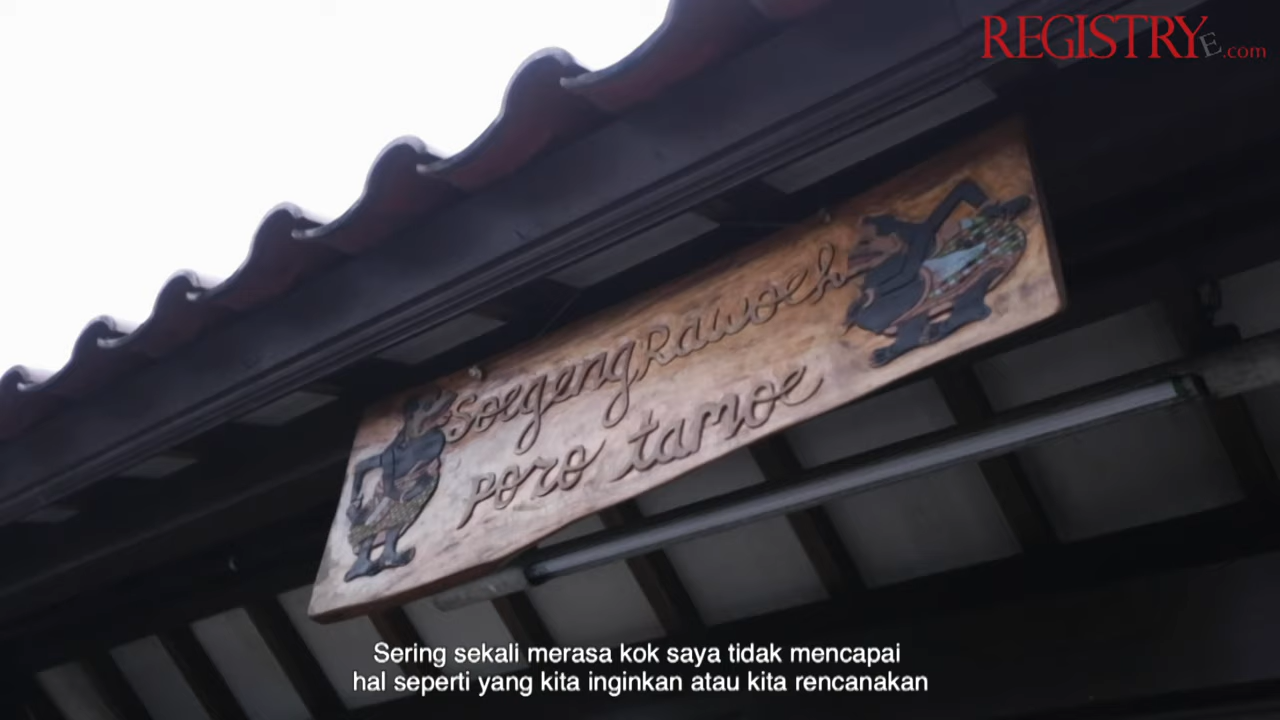 REGISTRYE.com
Soegeng Rawoeh
poro tamoe
Sering sekali merasa kok saya tidak mencapai
hal seperti yang kita inginkan atau kita rencanakan